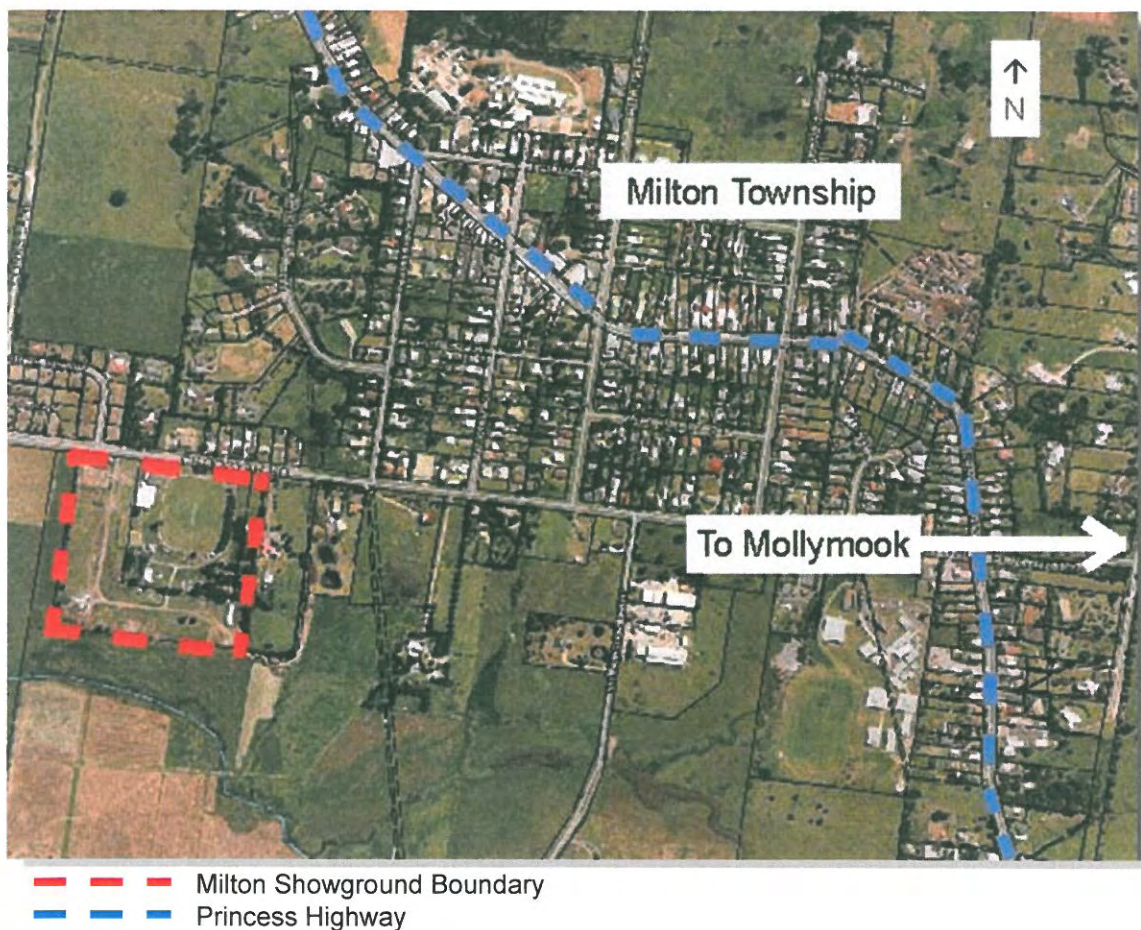 ↑
N
Milton Township
To Mollymook
Milton Showground Boundary
Princess Highway